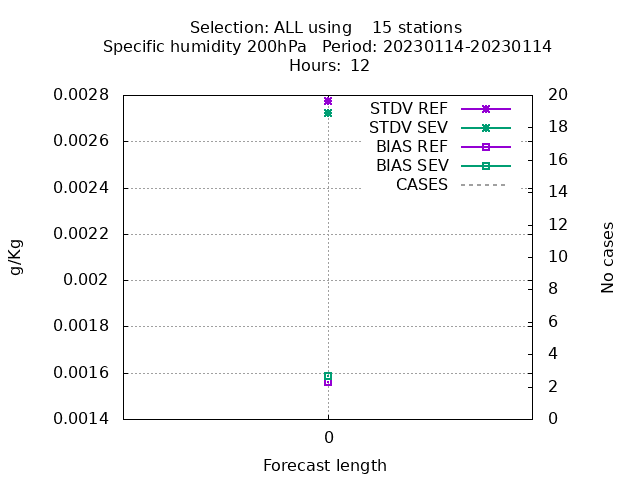 Selection: ALL using    15 stations
Specific humidity 200hPa   Period: 20230114-20230114
Hours: 12
0.0028
0.0026
0.0024
0.0022
0.002
0.0018
0.0016
0.0014
g/Kg
STDV REF
STDV SEV
BIAS REF
BIAS SEV
CASES
20
18
16
14
12
10
8
6
4
2
0
No cases
0
Forecast length